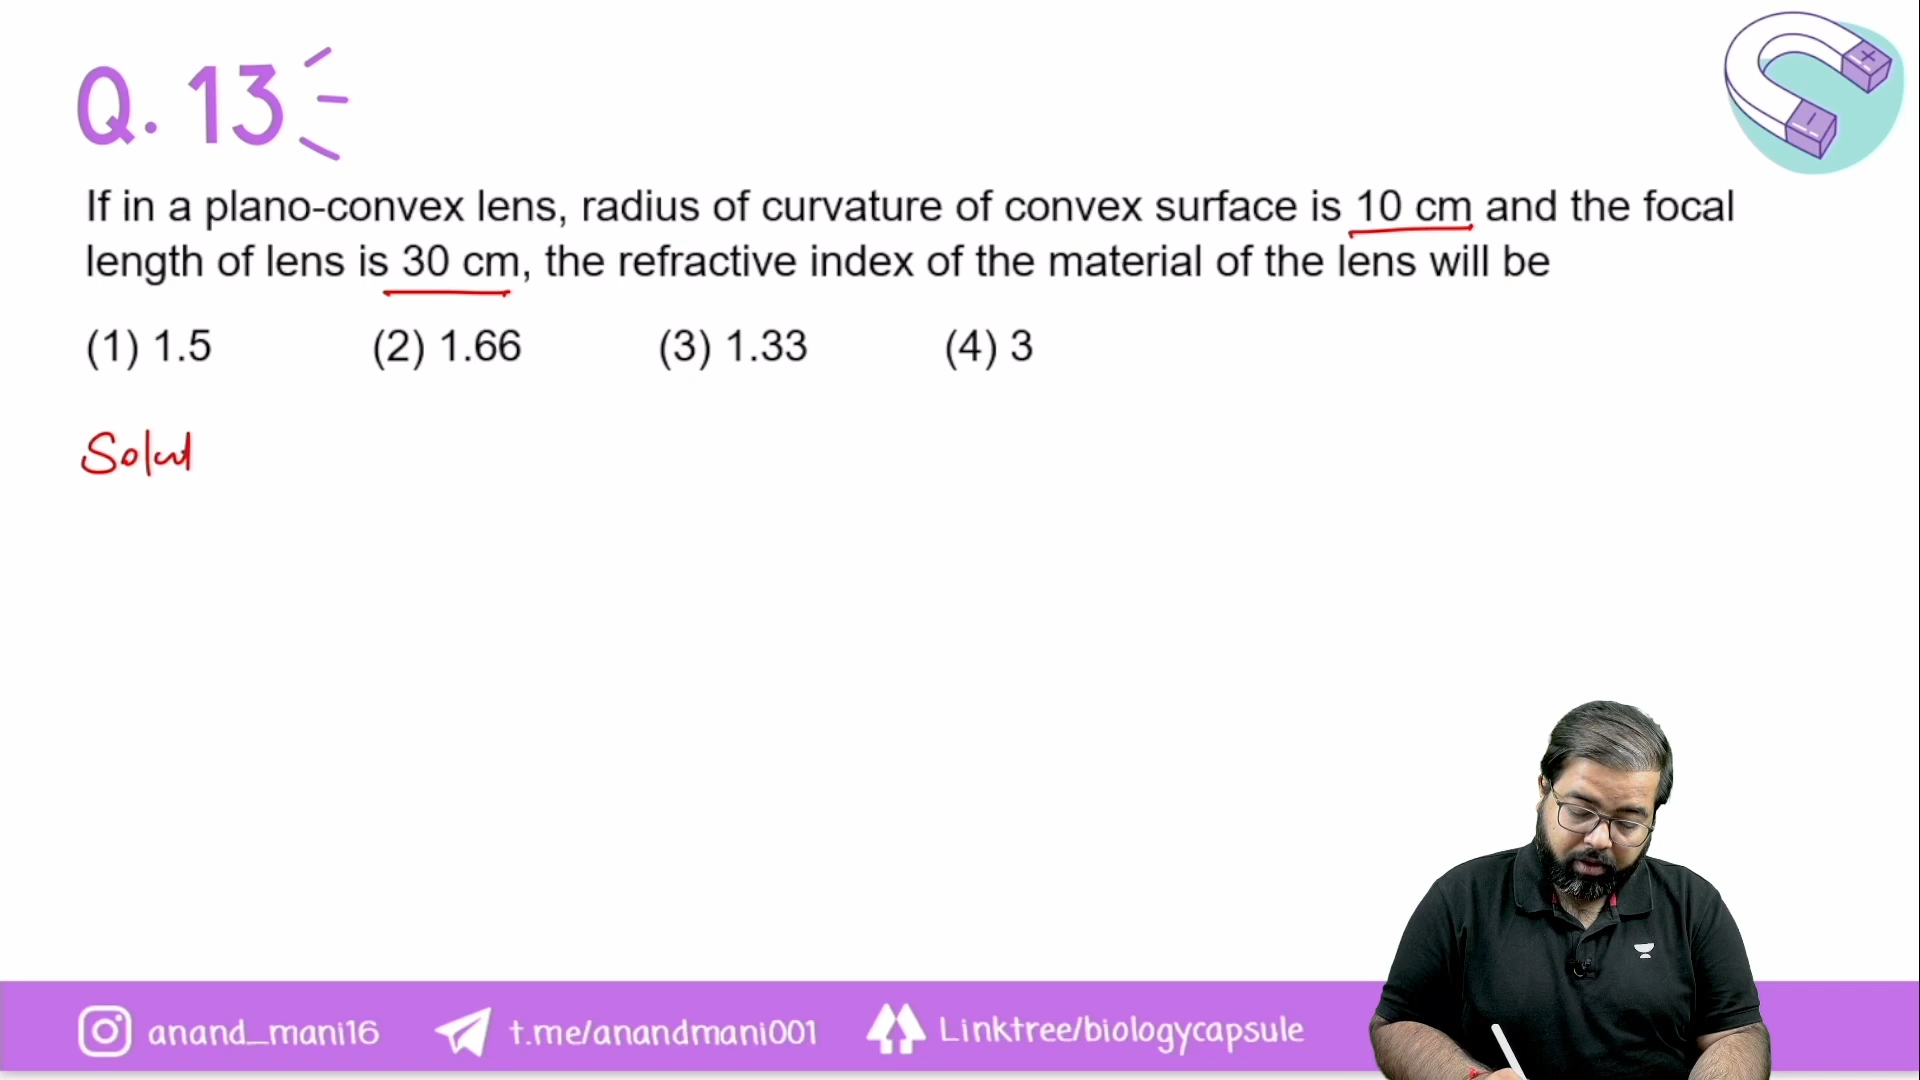 Q. 13
If in a plano-convex lens, radius of curvature of convex surface is 10 cm and the focal
length of lens is 30 cm, the refractive index of the material of the lens will be
(1) 1.5 (2) 1.66 (3) 1.33 (4) 3
Solut
anand_mani16 t.me/anandmani001 Linktree/biologycapsule